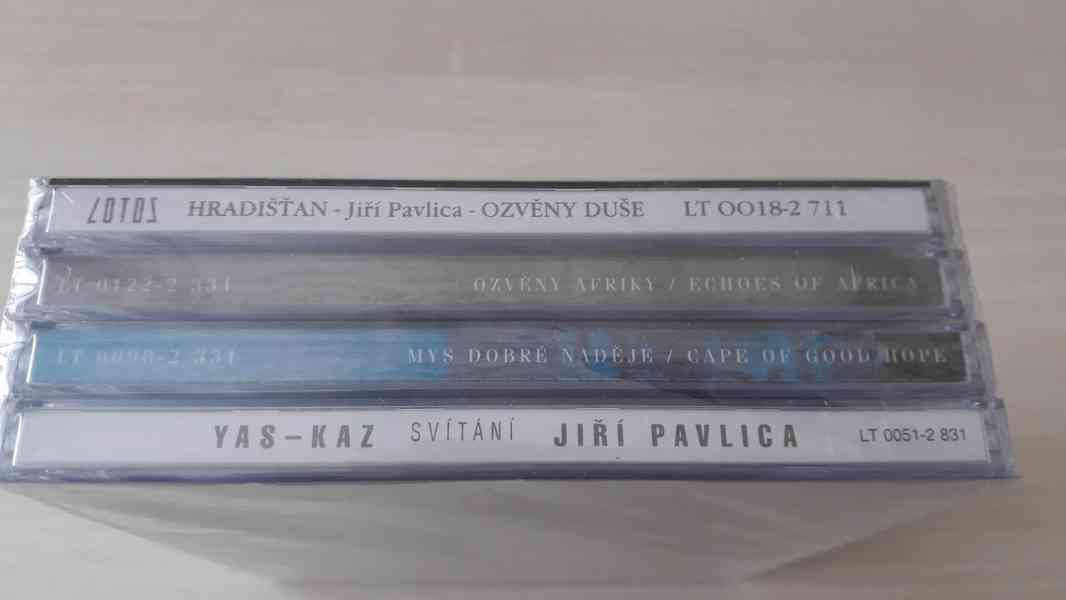 LOTOS HRADIŠŤAN - Jiří Pavlica - OZVĚNY DUŠE LT OO18-2 711
LT 0122-2 331 OZVĚNY AFRIKY / ECHOES OF AFRICA
LT 0098-2 331 MYS DOBRÉ NADĚJE / CAPE OF GOOD HOPE
YAS-KAZ SVÍTÁNÍ JIŘÍ PAVLICA LT 0051-2 831